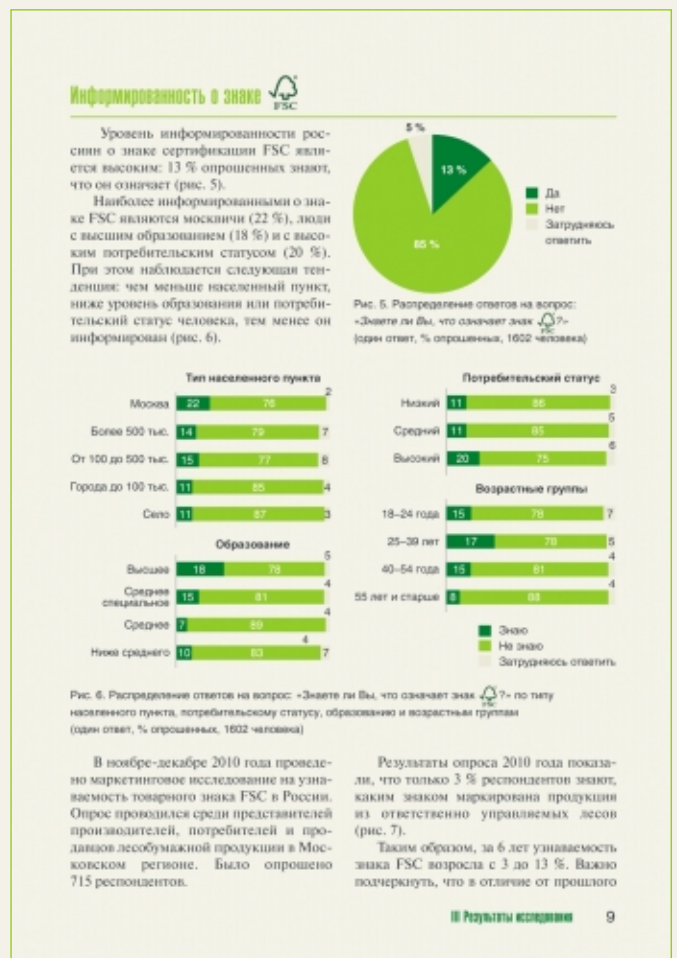 Информированность о знаке
FSC
Уровень информированности рос-
сиян о знаке сертификации FSC явля-
ется высоким: 13 % опрошенных знают,
что он означает (рис. 5).
Наиболее информированными о зна-
ке FSC являются москвичи (22 %), люди
с высшим образованием (18 %) и с высо-
ким потребительским статусом (20 %).
При этом наблюдается следующая тен-
денция: чем меньше населенный пункт,
ниже уровень образования или потреби-
тельский статус человека, тем менее он
информирован (рис. 6).
5 %
13 %
85 %
Да
Нет
Затрудняюсь
ответить
Рис. 5. Распределение ответов на вопрос:
«Знаете ли Вы, что означает знак FSC ?»
(один ответ, % опрошенных, 1602 человека)
Тип населенного пункта
Москва 22 76 2
Более 500 тыс. 14 79 7
От 100 до 500 тыс. 15 77 8
Города до 100 тыс. 11 85 4
Село 11 87 3
Образование
Высшее 18 78 5
Среднее специальное 15 81 4
Среднее 7 89 4
Ниже среднего 10 83 4 7
Потребительский статус
Низкий 11 86 3
Средний 11 85 5
Высокий 20 75 6
Возрастные группы
18–24 года 15 78 7
25–39 лет 17 78 5
40–54 года 15 81 4
55 лет и старше 8 88 4
Знаю
Не знаю
Затрудняюсь ответить
Рис. 6. Распределение ответов на вопрос: «Знаете ли Вы, что означает знак FSC ?» по типу
населенного пункта, потребительскому статусу, образованию и возрастным группам
(один ответ, % опрошенных, 1602 человека)
В ноябре-декабре 2010 года проведе-
но маркетинговое исследование на узна-
ваемость товарного знака FSC в России.
Опрос проводился среди представителей
производителей, потребителей и про-
давцов лесобумажной продукции в Мос-
ковском регионе. Было опрошено
715 респондентов.
Результаты опроса 2010 года показа-
ли, что только 3 % респондентов знают,
каким знаком маркирована продукция
из ответственно управляемых лесов
(рис. 7).
Таким образом, за 6 лет узнаваемость
знака FSC возросла с 3 до 13 %. Важно
подчеркнуть, что в отличие от прошлого
III Результаты исследования 9